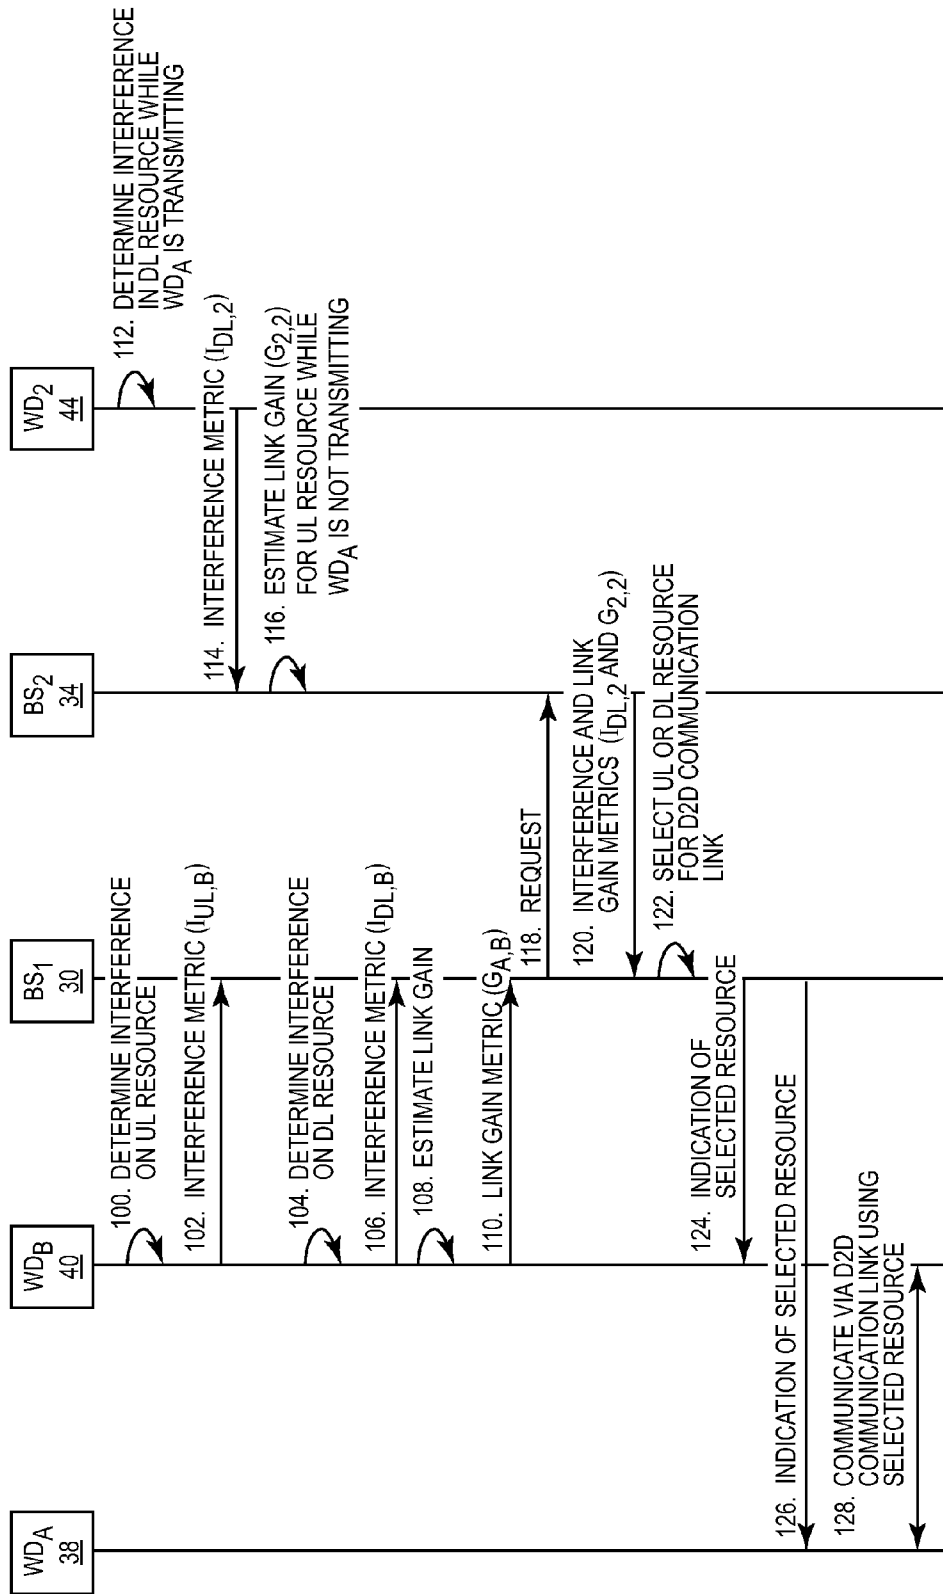 WDA
38
WDB
40
BS1
30
BS2
34
WD2
44
100. DETERMINE INTERFERENCE
ON UL RESOURCE
102. INTERFERENCE METRIC (IUL,B)
104. DETERMINE INTERFERENCE
ON DL RESOURCE
106. INTERFERENCE METRIC (IDL,B)
108. ESTIMATE LINK GAIN
110. LINK GAIN METRIC (GA,B)
112. DETERMINE INTERFERENCE
IN DL RESOURCE WHILE
WDA IS TRANSMITTING
114. INTERFERENCE METRIC (IDL,2)
116. ESTIMATE LINK GAIN (G2,2)
FOR UL RESOURCE WHILE
WDA IS NOT TRANSMITTING
118. REQUEST
120. INTERFERENCE AND LINK
GAIN METRICS (IDL,2 AND G2,2)
122. SELECT UL OR DL RESOURCE
FOR D2D COMMUNICATION
LINK
124. INDICATION OF
SELECTED RESOURCE
126. INDICATION OF SELECTED RESOURCE
128. COMMUNICATE VIA D2D
COMMUNICATION LINK USING
SELECTED RESOURCE